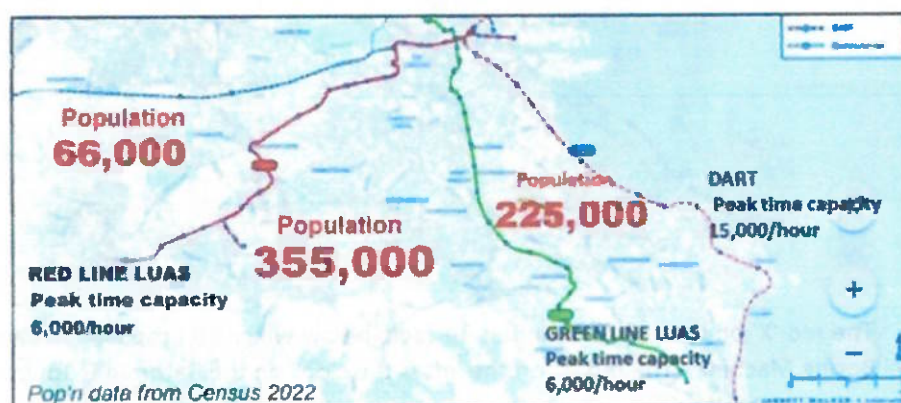 Population
66,000
Population
355,000
Population
225,000
DART
Peak time capacity
15,000/hour
RED LINE LUAS
Peak time capacity
6,000/hour
GREEN LINE LUAS
Peak time capacity
6,000/hour
Pop'n data from Census 2022